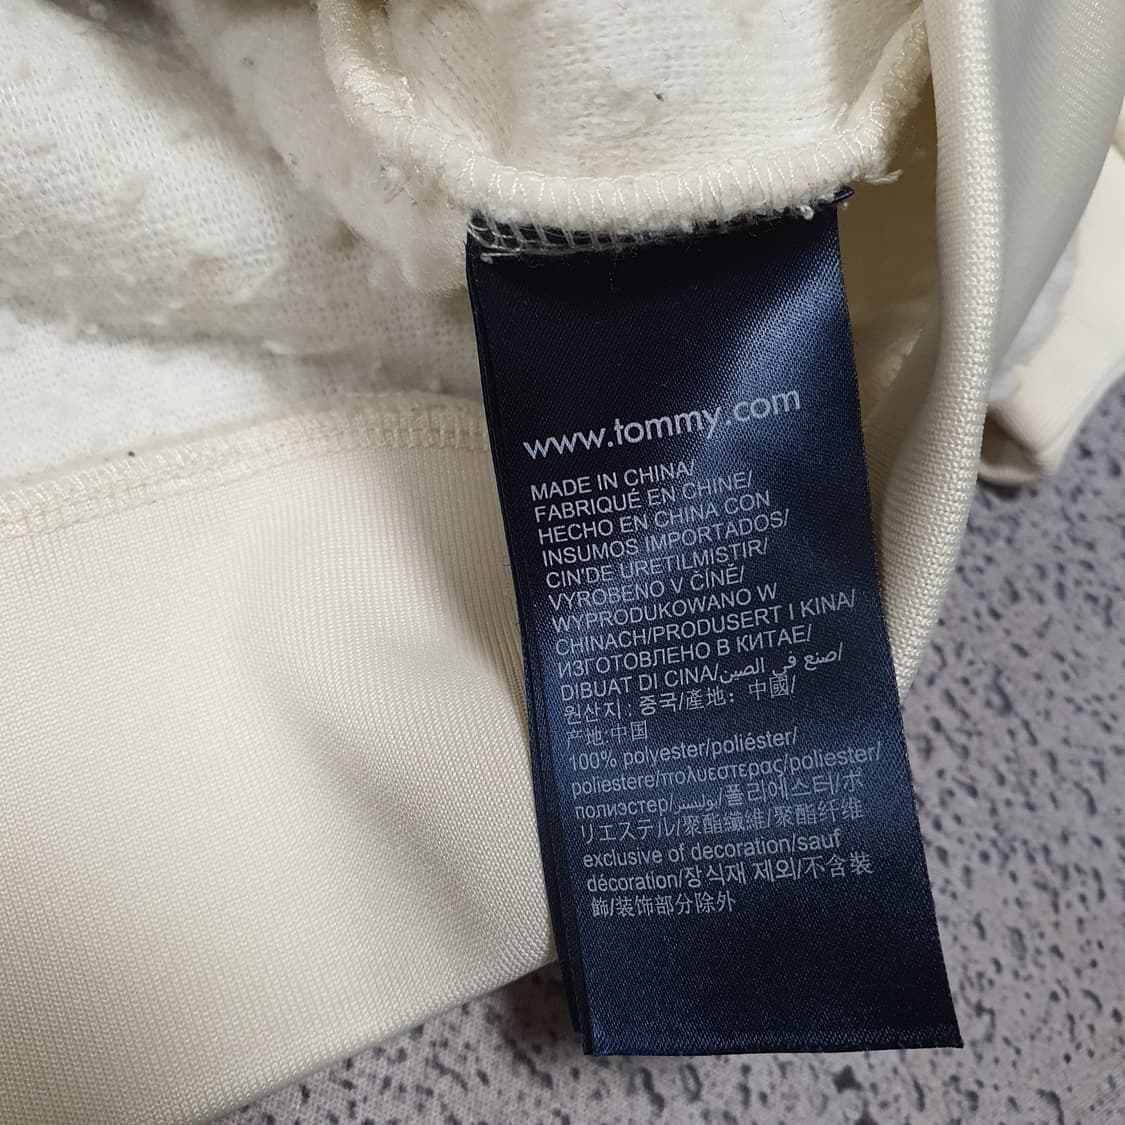 www.tommy.com
MADE IN CHINA/
FABRIQUÉ EN CHINE/
HECHO EN CHINA CON
INSUMOS IMPORTADOS/
CIN'DE URETILMISTIR/
VYROBENO V ČÍNĚ/
WYPRODUKOWANO W
CHINACH/PRODUSERT I KINA/
ИЗГОТОВЛЕНО В КИТАЕ/
DIBUAT DI CINA/صنع في الصين/
원산지 : 중국/產地：中國/
产地:中国
100% polyester/poliéster/
poliestere/πολυεστερας/poliester/
полиэстер/بوليستر/폴리에스터/ポ
リエステル/聚酯纖維/聚酯纤维
exclusive of decoration/sauf
décoration/장식재 제외/不含裝
飾/装饰部分除外